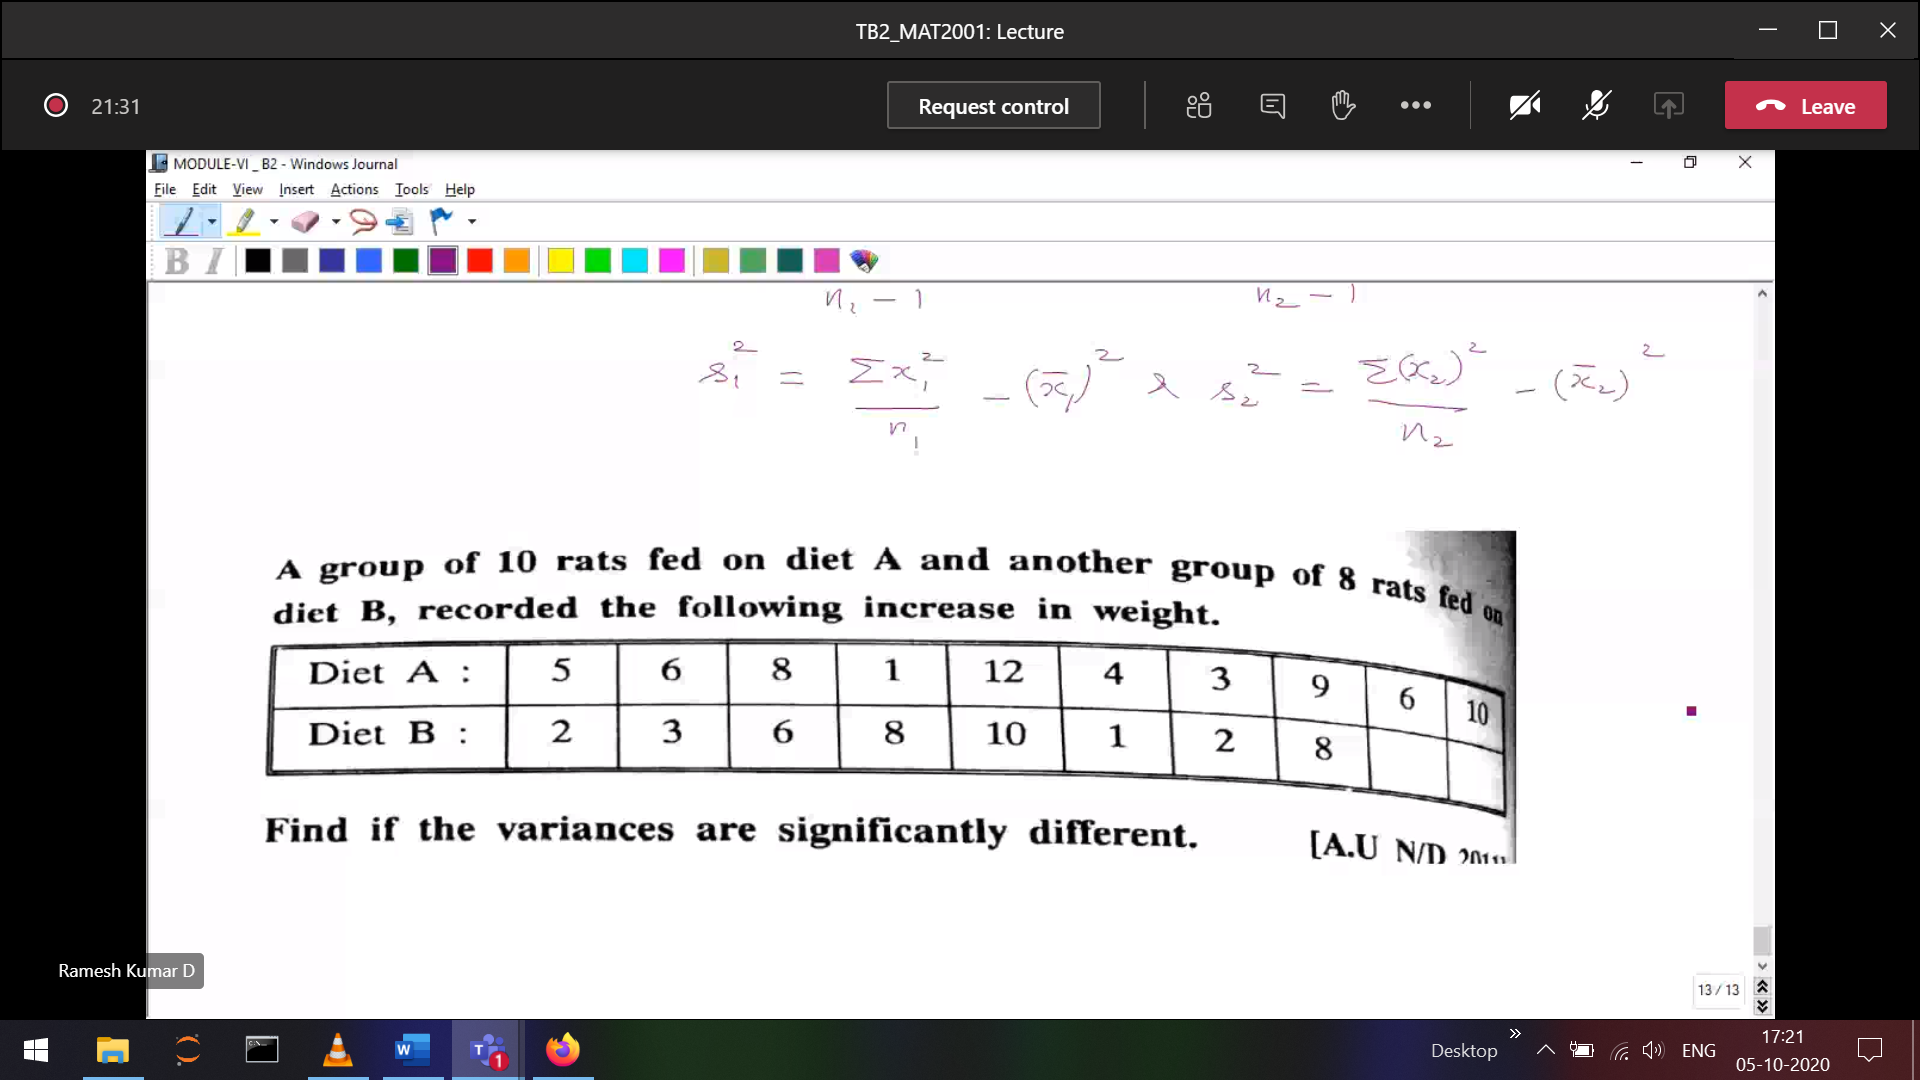 TB2_MAT2001: Lecture
21:31
Request control
Leave
MODULE-VI _ B2 - Windows Journal
File Edit View Insert Actions Tools Help
B I
n₁ − 1 n₂ − 1
s₁² = Σx₁² / n₁ − (x̄₁)² & s₂² = Σ(x₂)² / n₂ − (x̄₂)²
A group of 10 rats fed on diet A and another group of 8 rats fed on
diet B, recorded the following increase in weight.
Diet A : 5 6 8 1 12 4 3 9 6 10
Diet B : 2 3 6 8 10 1 2 8
Find if the variances are significantly different. [A.U N/D
Ramesh Kumar D
13 / 13
W T 1
Desktop » ENG
17:21
05-10-2020